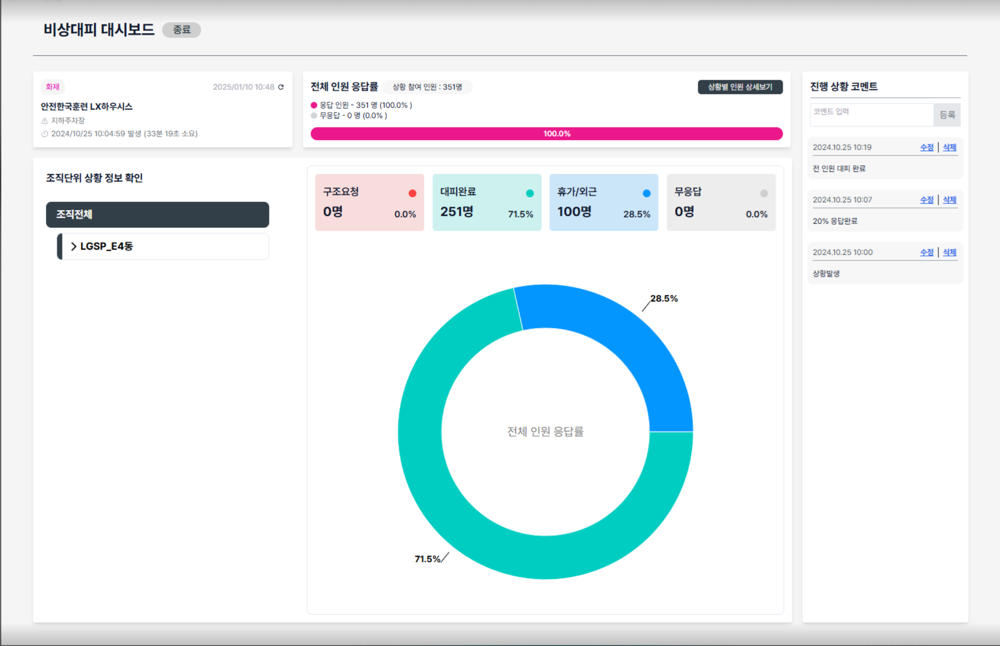 비상대피 대시보드 종료
화재 2025/01/10 10:48
안전한국훈련 LX하우시스
지하주차장
2024/10/25 10:04:59 발생 (33분 19초 소요)
전체 인원 응답률 상황 참여 인원 : 351명 상황별 인원 상세보기
응답 인원 - 351 명 (100.0% )
무응답 - 0 명 (0.0% )
100.0%
조직단위 상황 정보 확인
조직전체
LGSP_E4동
구조요청
0명 0.0%
대피완료
251명 71.5%
휴가/외근
100명 28.5%
무응답
0명 0.0%
28.5%
전체 인원 응답률
71.5%
진행 상황 코멘트
코멘트 입력 등록
2024.10.25 10:19 수정 | 삭제
전 인원 대피 완료
2024.10.25 10:07 수정 | 삭제
20% 응답완료
2024.10.25 10:00 수정 | 삭제
상황발생